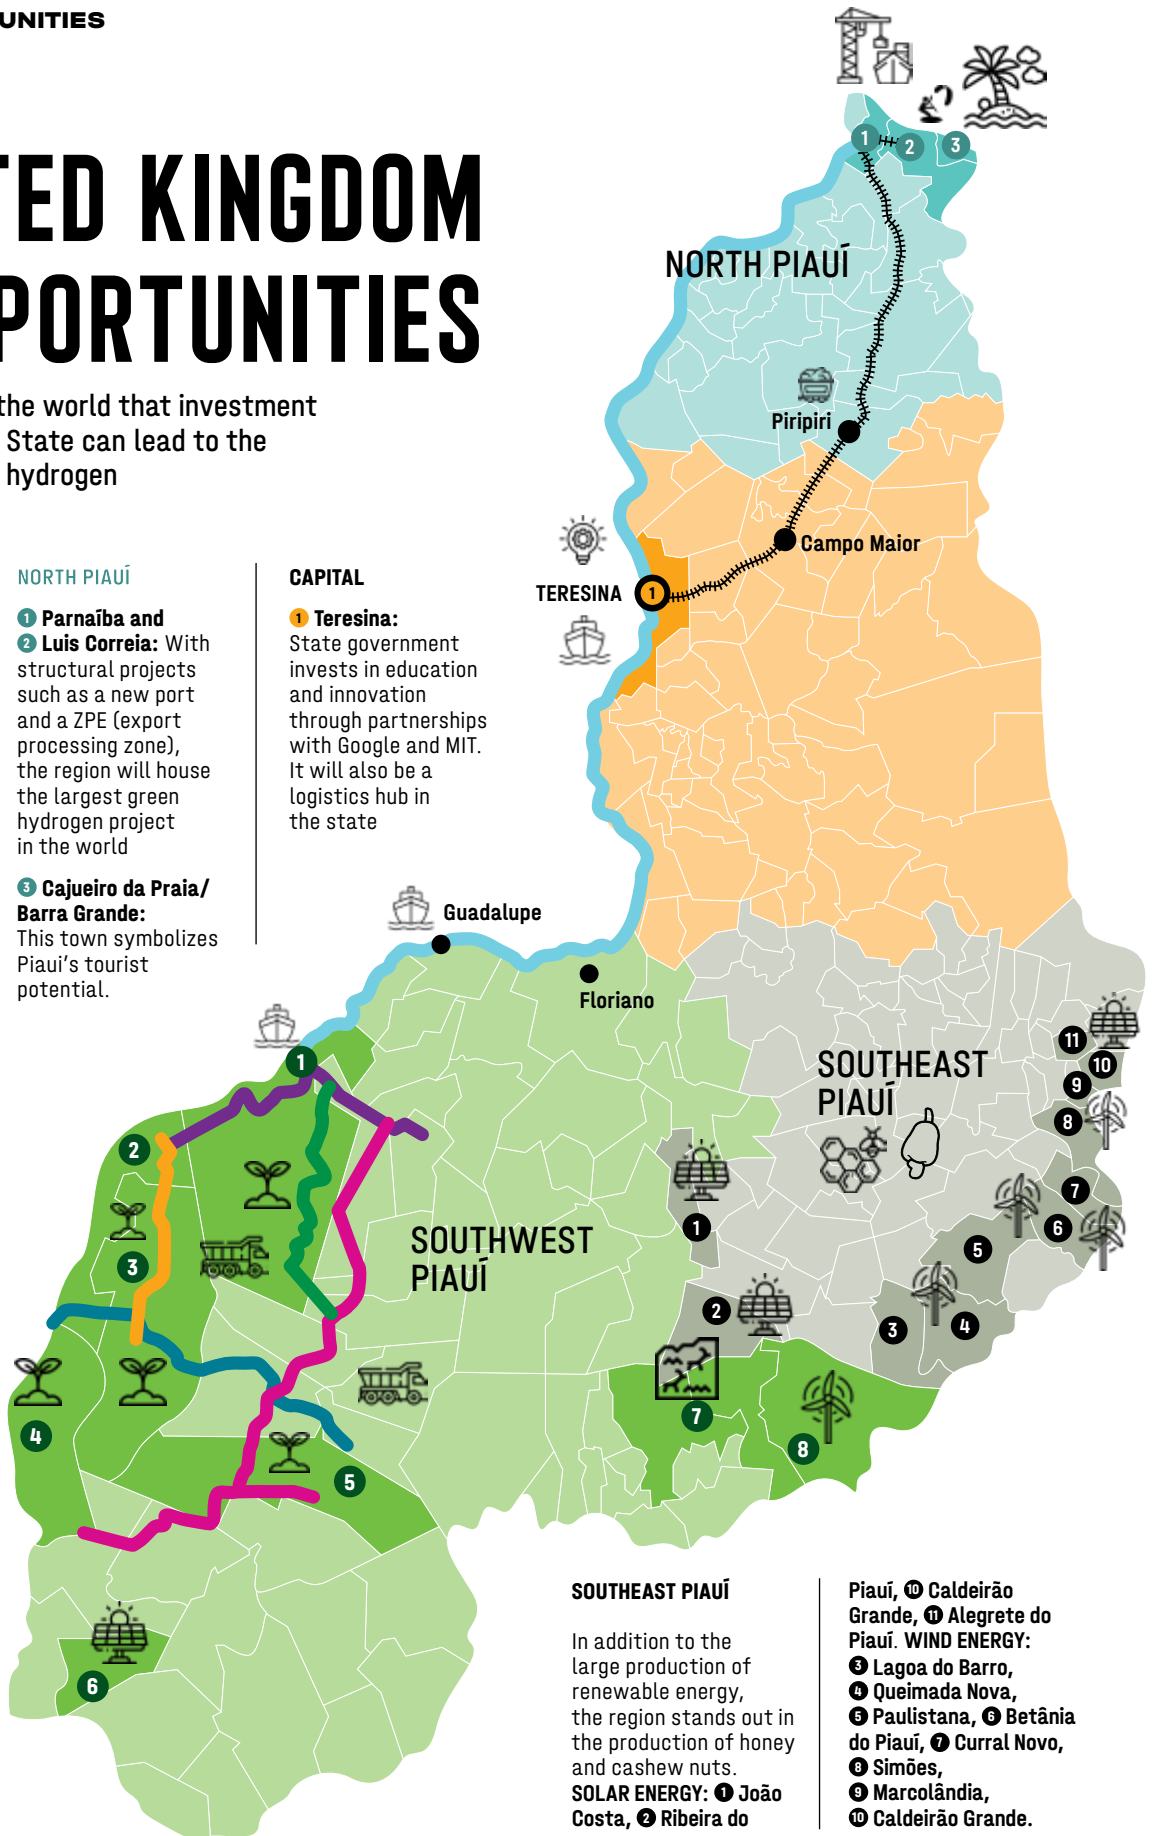 UNITIES
TED KINGDOM
PORTUNITIES
the world that investment
State can lead to the
hydrogen
NORTH PIAUÍ
1 Parnaíba and
2 Luis Correia: With
structural projects
such as a new port
and a ZPE (export
processing zone),
the region will house
the largest green
hydrogen project
in the world
3 Cajueiro da Praia/
Barra Grande:
This town symbolizes
Piaui's tourist
potential.
CAPITAL
1 Teresina:
State government
invests in education
and innovation
through partnerships
with Google and MIT.
It will also be a
logistics hub in
the state
1
2
3
NORTH PIAUÍ
Piripiri
Campo Maior
TERESINA
1
Guadalupe
Floriano
1
2
3
4
5
6
7
8
SOUTHWEST
PIAUÍ
SOUTHEAST
PIAUÍ
11
10
9
8
7
6
5
4
3
2
1
SOUTHEAST PIAUÍ
In addition to the
large production of
renewable energy,
the region stands out in
the production of honey
and cashew nuts.
SOLAR ENERGY: 1 João
Costa, 2 Ribeira do
Piauí, 10 Caldeirão
Grande, 11 Alegrete do
Piauí. WIND ENERGY:
3 Lagoa do Barro,
4 Queimada Nova,
5 Paulistana, 6 Betânia
do Piauí, 7 Curral Novo,
8 Simões,
9 Marcolândia,
10 Caldeirão Grande.